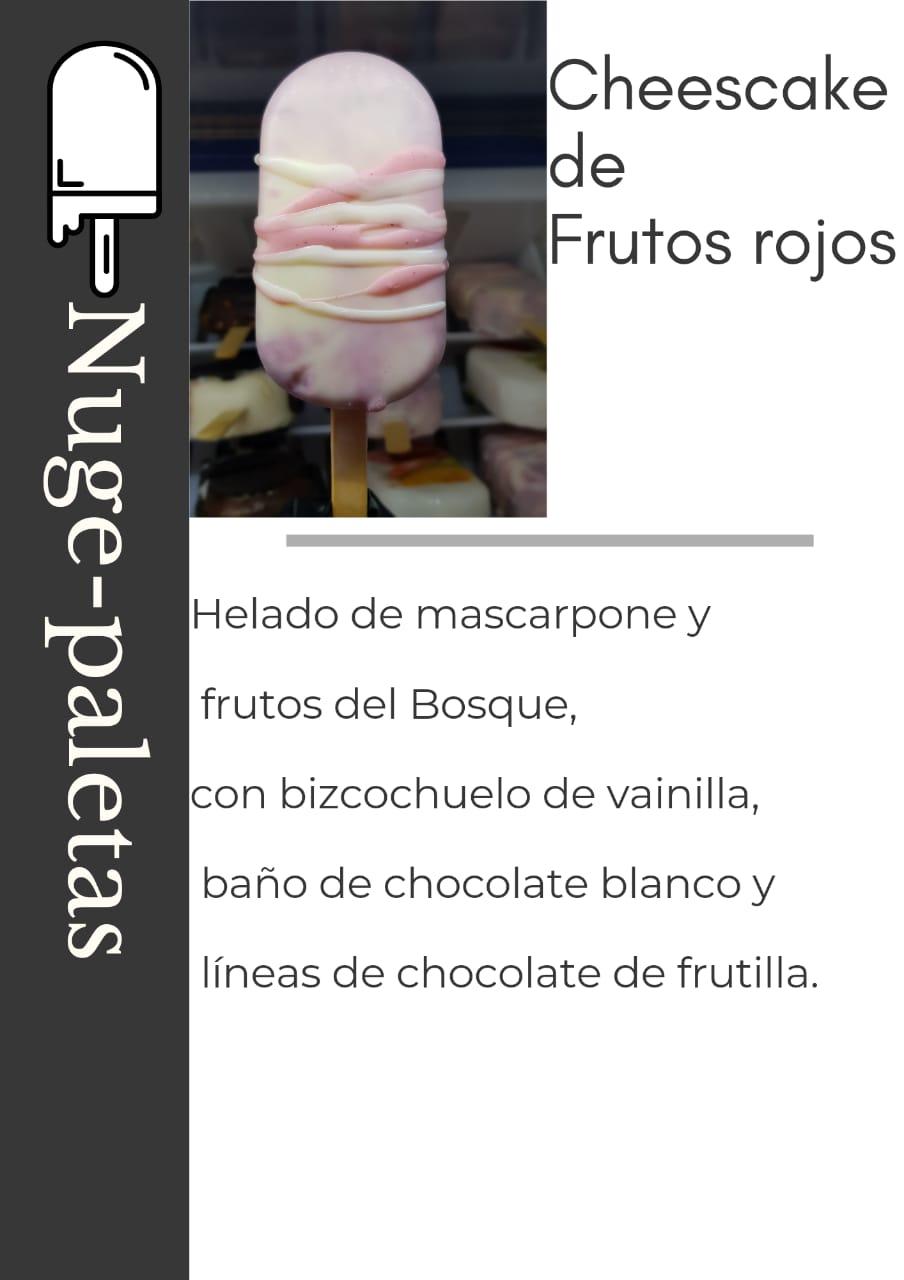 Cheescake
de
Frutos rojos
Nuge-paletas
Helado de mascarpone y
frutos del Bosque,
con bizcochuelo de vainilla,
baño de chocolate blanco y
líneas de chocolate de frutilla.